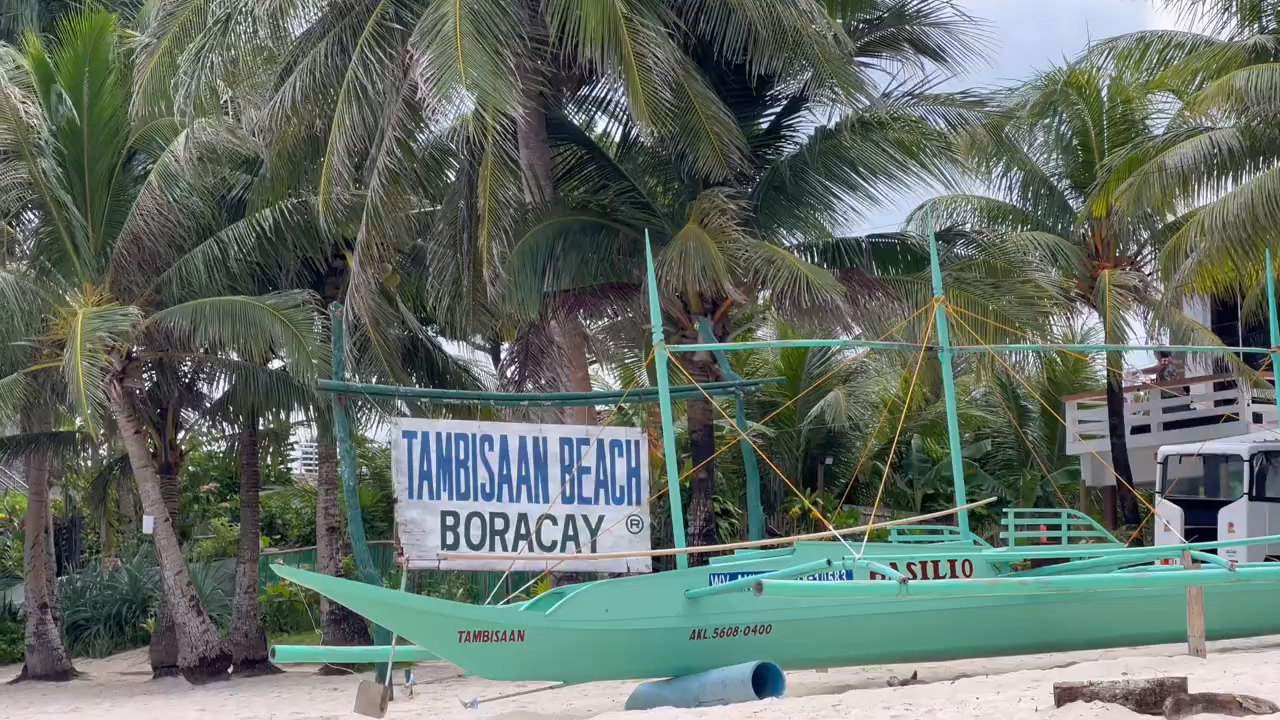 TAMBISAAN BEACH
BORACAY ®
BASILIO
TAMBISAAN
AKL.5608-0400